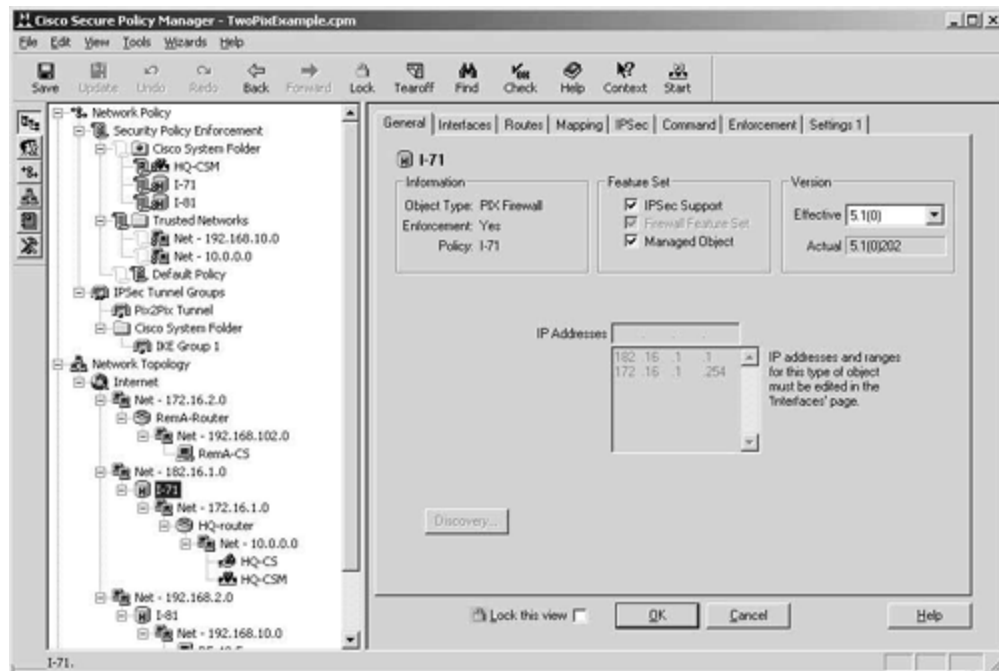 Cisco Secure Policy Manager - TwoPixExample.cpm
File Edit View Tools Wizards Help
Save Update Undo Redo Back Forward Lock Tearoff Find Check Help Context Start
Network Policy
Security Policy Enforcement
Cisco System Folder
HQ-CSM
I-71
I-81
Trusted Networks
Net - 192.168.10.0
Net - 10.0.0.0
Default Policy
IPSec Tunnel Groups
Pix2Pix Tunnel
Cisco System Folder
IKE Group 1
Network Topology
Internet
Net - 172.16.2.0
RemA-Router
Net - 192.168.102.0
RemA-CS
Net - 182.16.1.0
I-71
Net - 172.16.1.0
HQ-router
Net - 10.0.0.0
HQ-CS
HQ-CSM
Net - 192.168.2.0
I-81
Net - 192.168.10.0
General Interfaces Routes Mapping IPSec Command Enforcement Settings 1
I-71
Information
Object Type: PIX Firewall
Enforcement: Yes
Policy: I-71
Feature Set
IPSec Support
Firewall Feature Set
Managed Object
Version
Effective 5.1(0)
Actual 5.1(0)202
IP Addresses . . .
182 .16 .1 .1
172 .16 .1 .254
IP addresses and ranges
for this type of object
must be edited in the
'Interfaces' page.
Discovery...
Lock this view
OK
Cancel
Help
I-71.